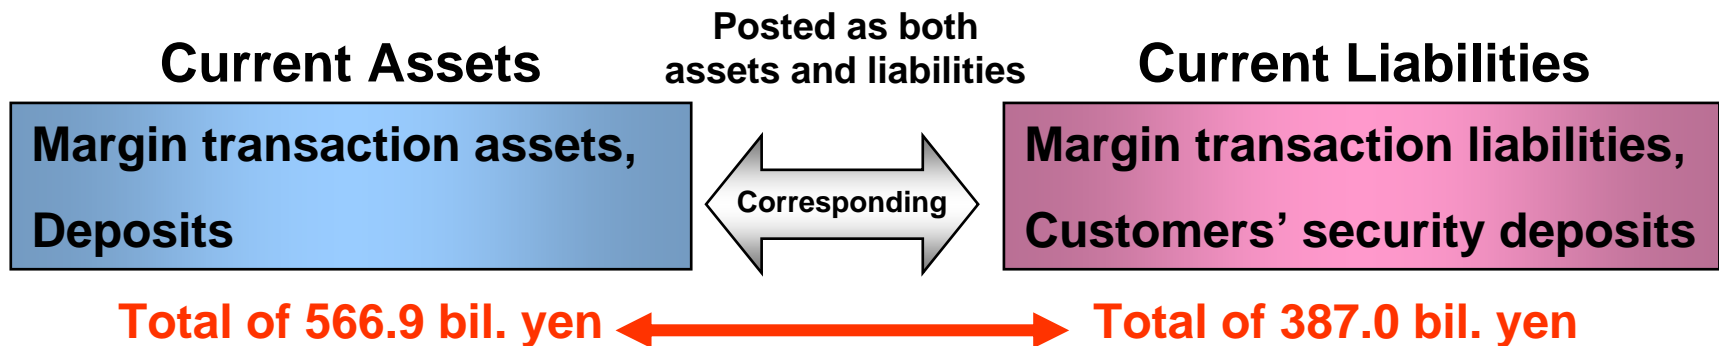 Current Assets
Posted as both
assets and liabilities
Current Liabilities
Margin transaction assets,
Deposits
Corresponding
Margin transaction liabilities,
Customers’ security deposits
Total of 566.9 bil. yen
Total of 387.0 bil. yen